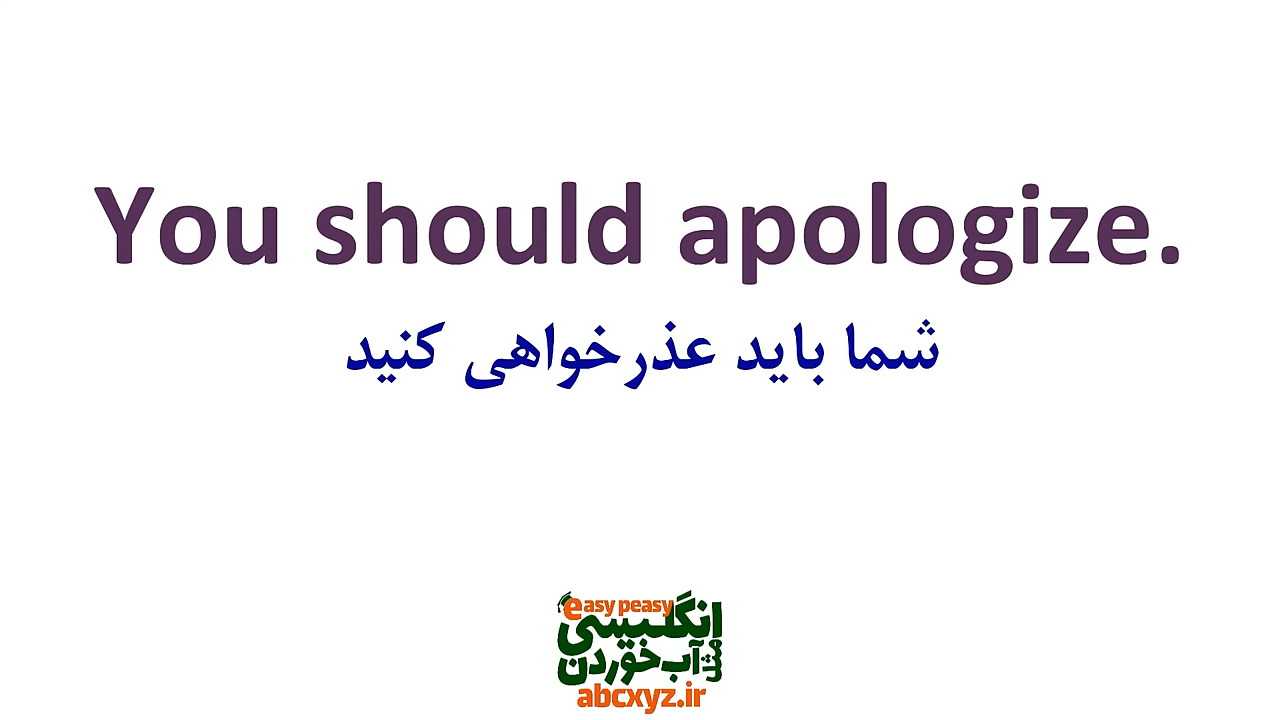 You should apologize.
شما باید عذرخواهی کنید
easy peasy
انگلیسی
مثل آب خوردن
abcxyz.ir